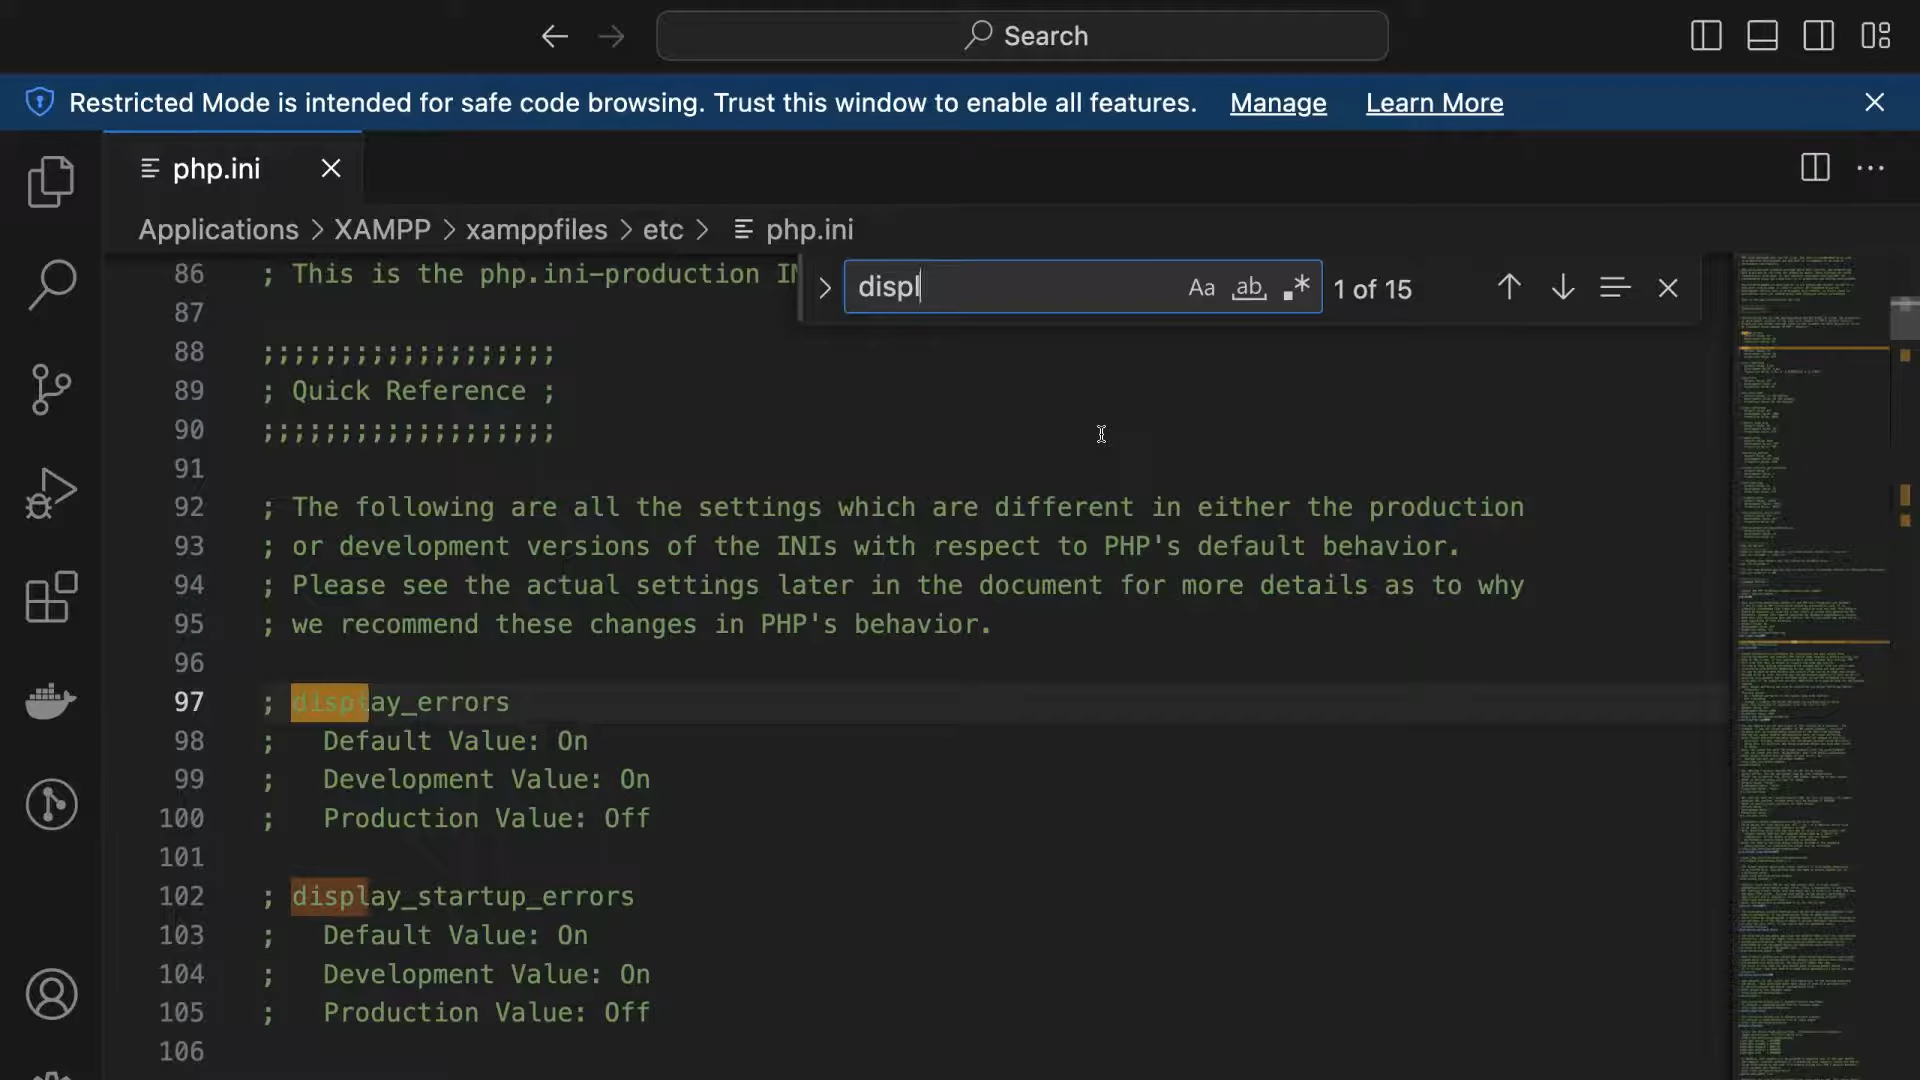 Search
Restricted Mode is intended for safe code browsing. Trust this window to enable all features. Manage Learn More
php.ini
Applications > XAMPP > xamppfiles > etc > php.ini
displ Aa ab .* 1 of 15
86 ; This is the php.ini-production IN
87
88 ;;;;;;;;;;;;;;;;;;;
89 ; Quick Reference ;
90 ;;;;;;;;;;;;;;;;;;;
91
92 ; The following are all the settings which are different in either the production
93 ; or development versions of the INIs with respect to PHP's default behavior.
94 ; Please see the actual settings later in the document for more details as to why
95 ; we recommend these changes in PHP's behavior.
96
97 ; display_errors
98 ;   Default Value: On
99 ;   Development Value: On
100 ;   Production Value: Off
101
102 ; display_startup_errors
103 ;   Default Value: On
104 ;   Development Value: On
105 ;   Production Value: Off
106